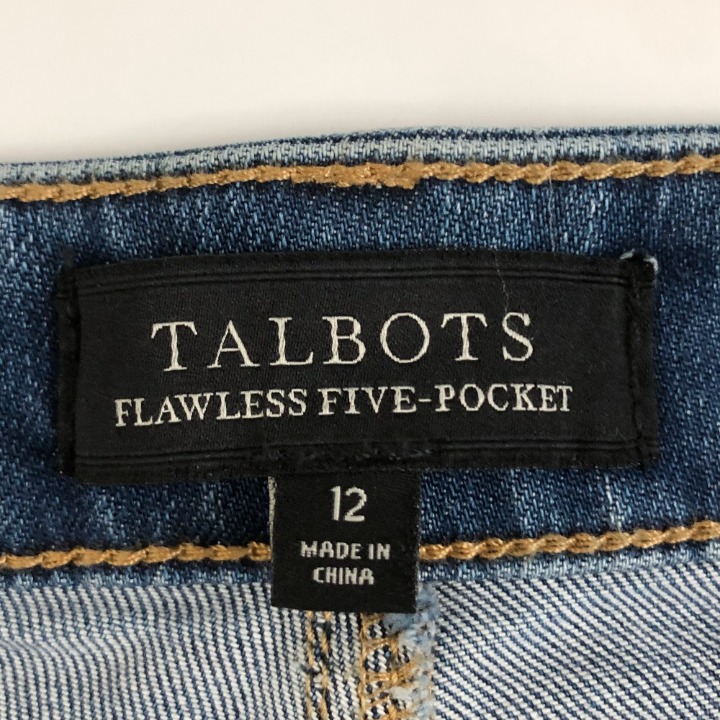 TALBOTS
FLAWLESS FIVE-POCKET
12
MADE IN
CHINA